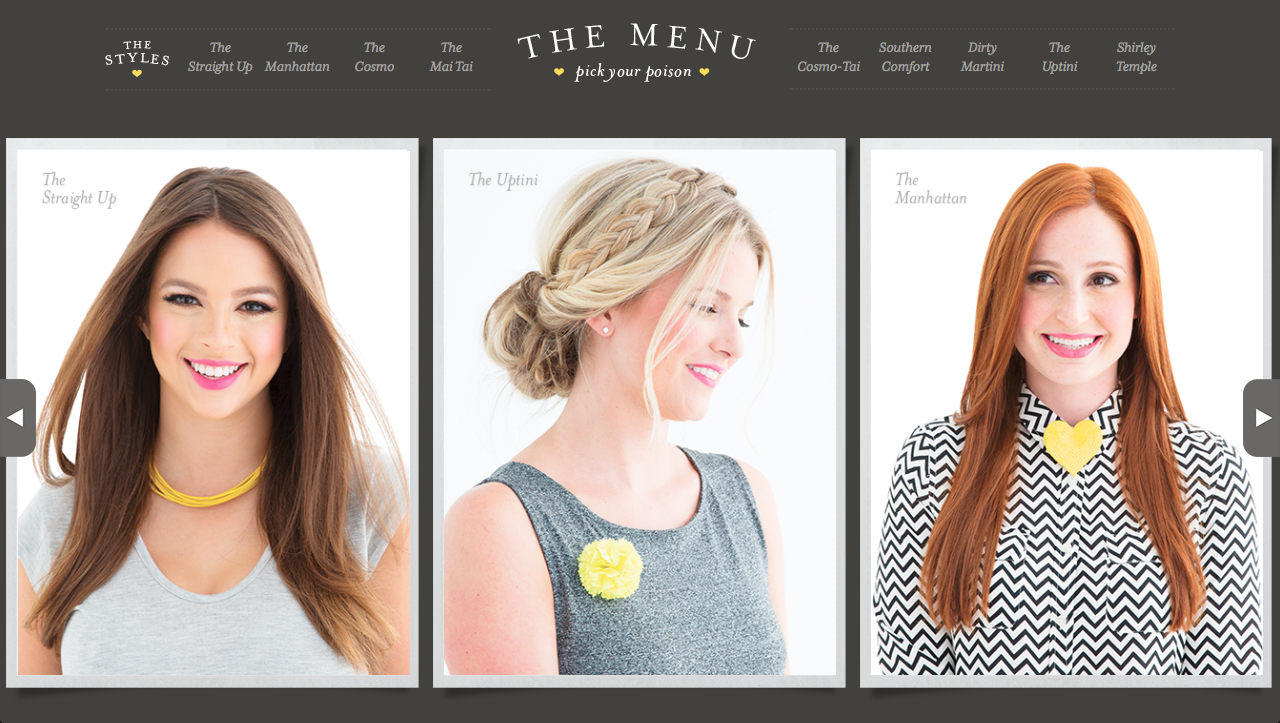 THE
STYLES
The
Straight Up
The
Manhattan
The
Cosmo
The
Mai Tai
THE MENU
pick your poison
The
Cosmo-Tai
Southern
Comfort
Dirty
Martini
The
Uptini
Shirley
Temple
The
Straight Up
The Uptini
The
Manhattan